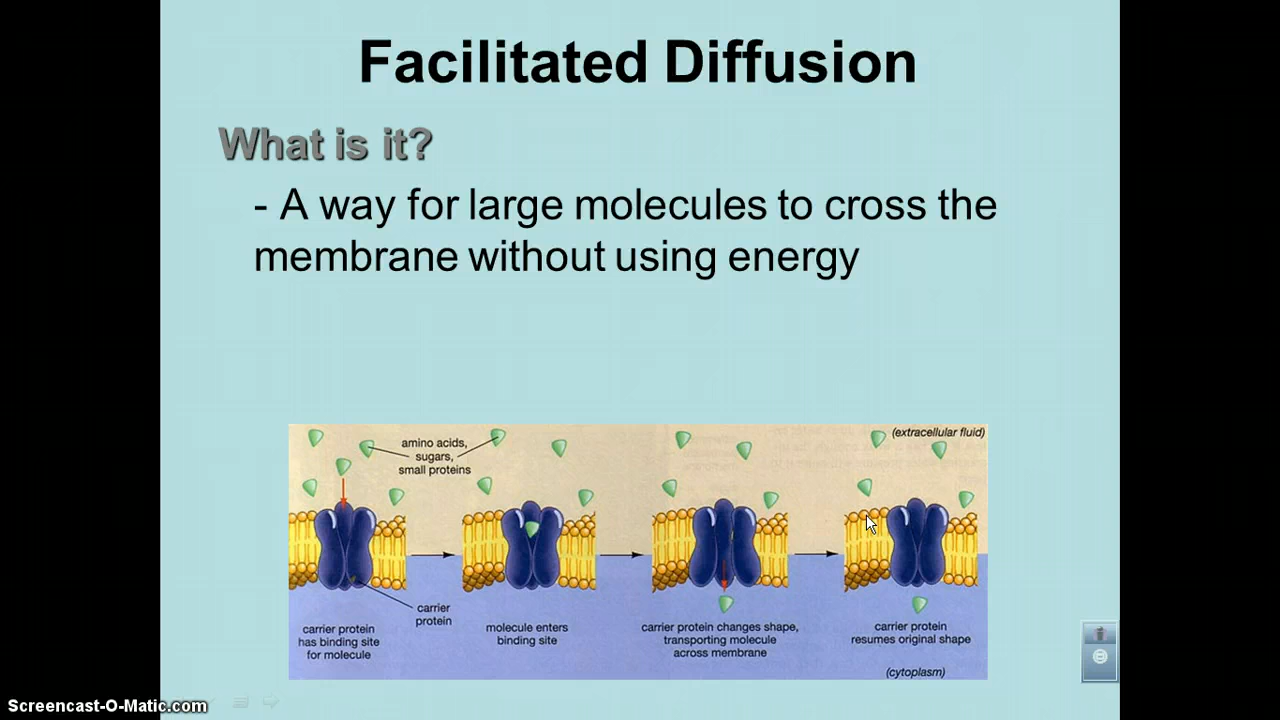 Facilitated Diffusion
What is it?
- A way for large molecules to cross the
membrane without using energy
(extracellular fluid)
amino acids,
sugars,
small proteins
carrier
protein
carrier protein
has binding site
for molecule
molecule enters
binding site
carrier protein changes shape,
transporting molecule
across membrane
carrier protein
resumes original shape
(cytoplasm)
Screencast-O-Matic.com